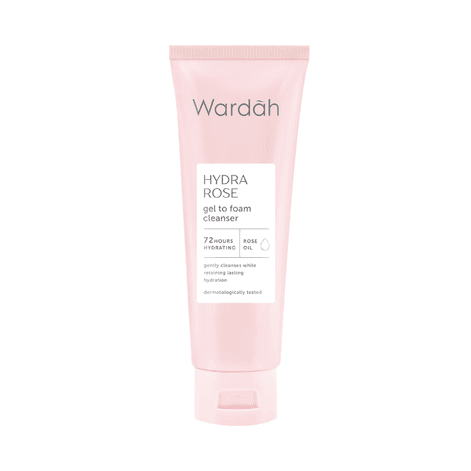 Wardah
HYDRA
ROSE
gel to foam
cleanser
72HOURS
HYDRATING
ROSE
OIL
gently cleanses while
retaining lasting
hydration
dermatologically tested